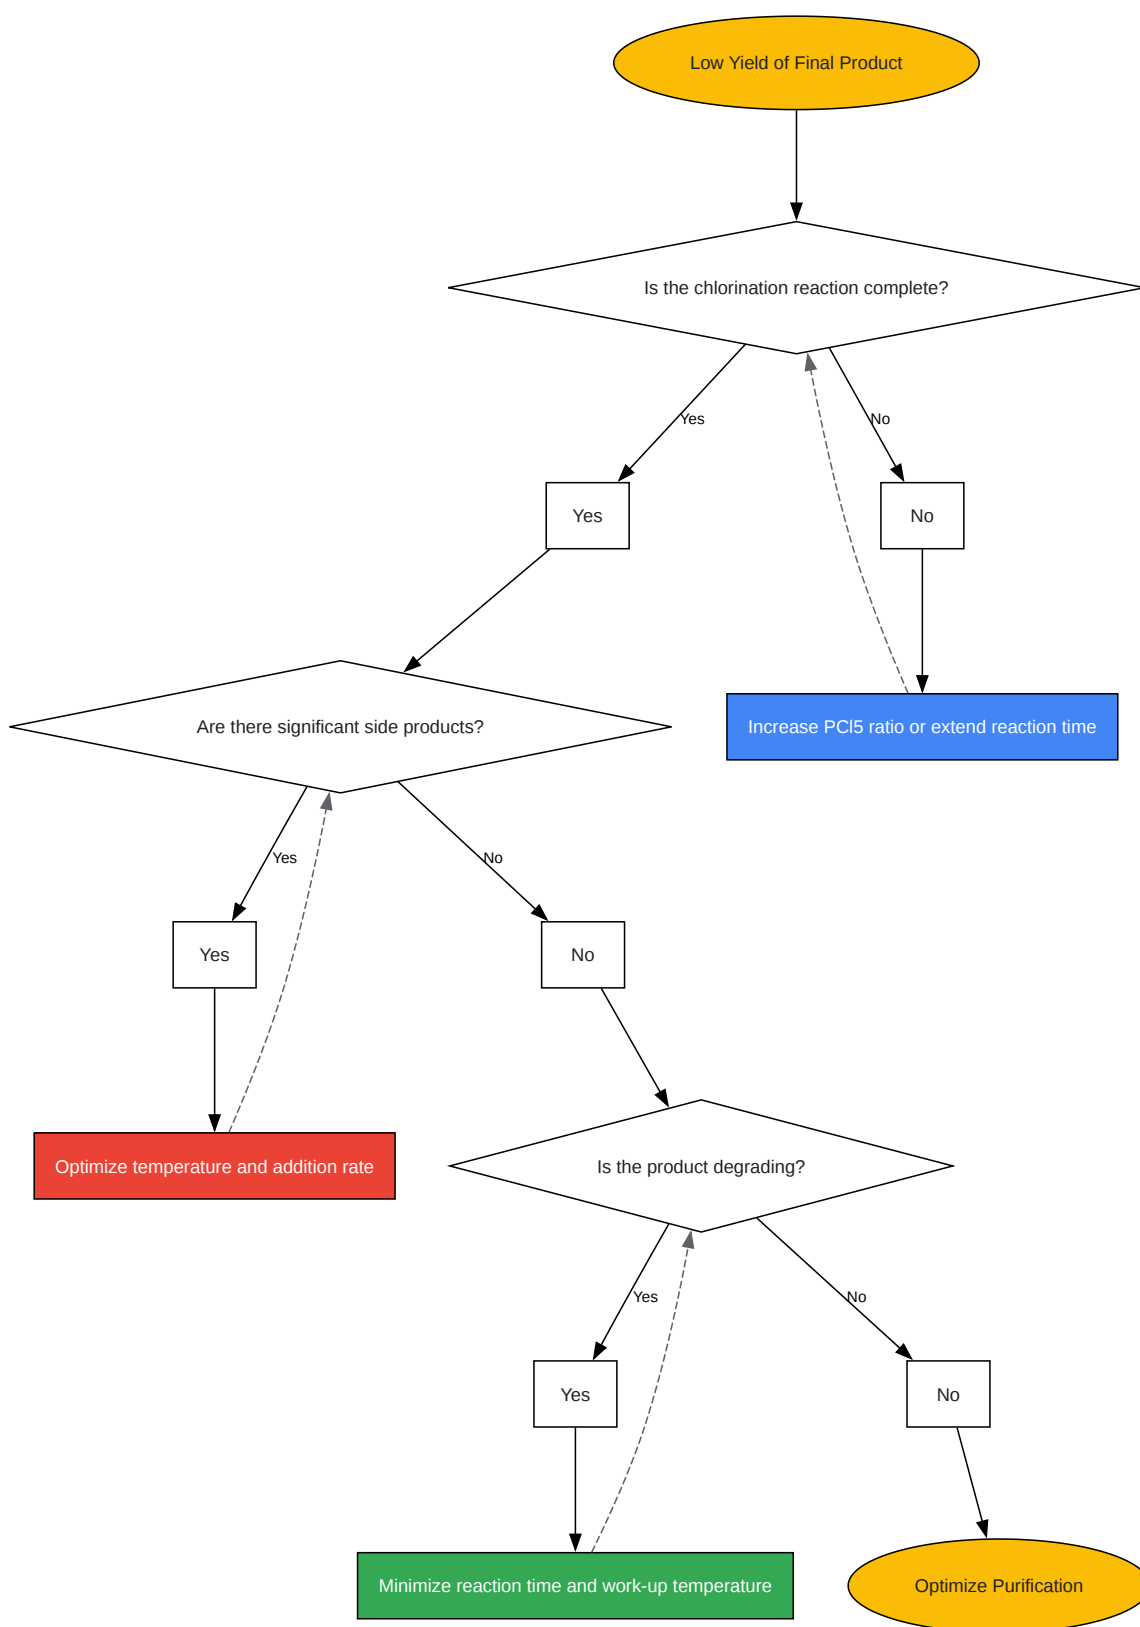 Low Yield of Final Product
Is the chlorination reaction complete?
Yes
No
Yes
No
Are there significant side products?
Increase PCl5 ratio or extend reaction time
Yes
No
Yes
No
Optimize temperature and addition rate
Is the product degrading?
Yes
No
Yes
No
Minimize reaction time and work-up temperature
Optimize Purification